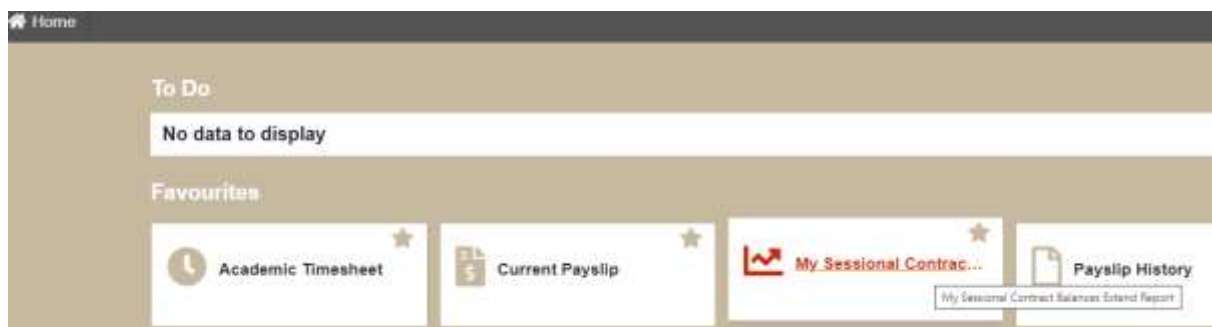 Home
To Do
No data to display
Favourites
Academic Timesheet
Current Payslip
My Sessional Contrac...
Payslip History
My Sessional Contract Balances Extend Report